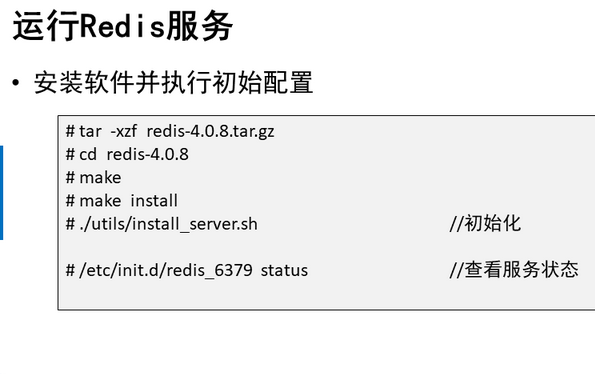 运行Redis服务
• 安装软件并执行初始配置
# tar -xzf redis-4.0.8.tar.gz
# cd redis-4.0.8
# make
# make install
# ./utils/install_server.sh //初始化
# /etc/init.d/redis_6379 status //查看服务状态